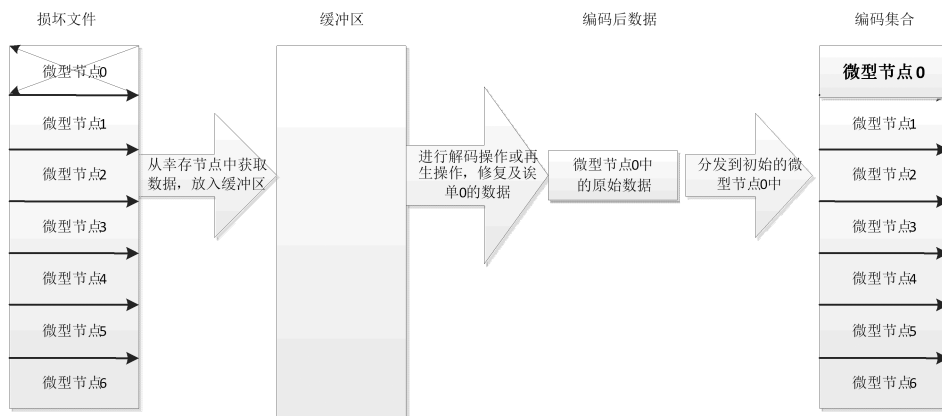 损坏文件
缓冲区
编码后数据
编码集合
微型节点0
微型节点1
微型节点2
微型节点3
微型节点4
微型节点5
微型节点6
从幸存节点中获取
数据，放入缓冲区
进行解码操作或再
生操作，修复及误
单0的数据
微型节点0中
的原始数据
分发到初始的微
型节点0中
微型节点0
微型节点1
微型节点2
微型节点3
微型节点4
微型节点5
微型节点6